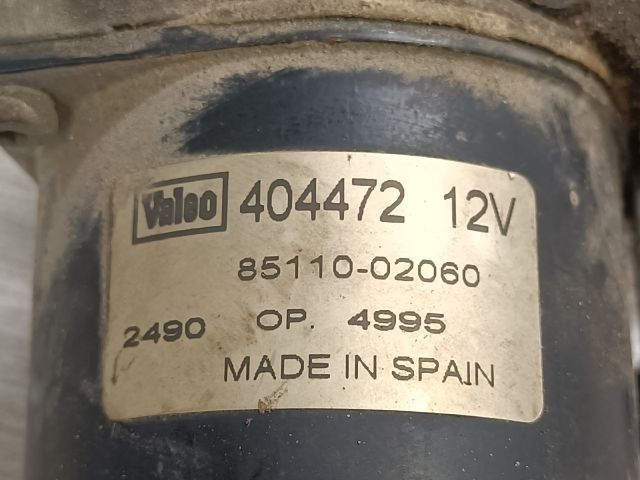 Valeo 404472 12V
85110-02060
2490 OP. 4995
MADE IN SPAIN